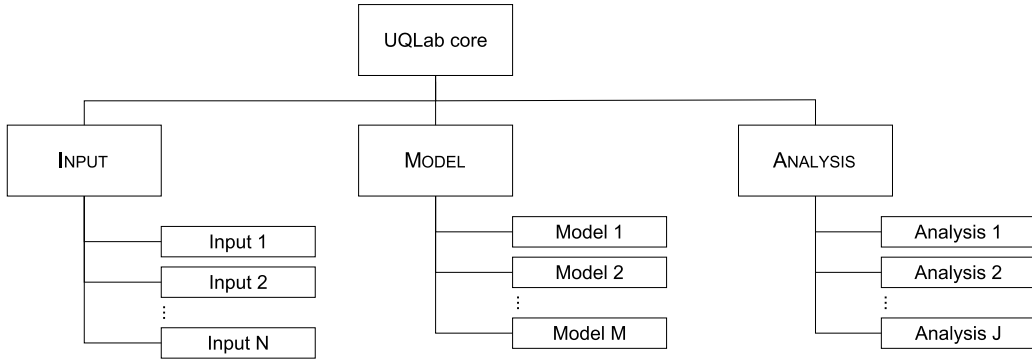 UQLab core
INPUT
MODEL
ANALYSIS
Input 1
Input 2
⋮
Input N
Model 1
Model 2
⋮
Model M
Analysis 1
Analysis 2
⋮
Analysis J